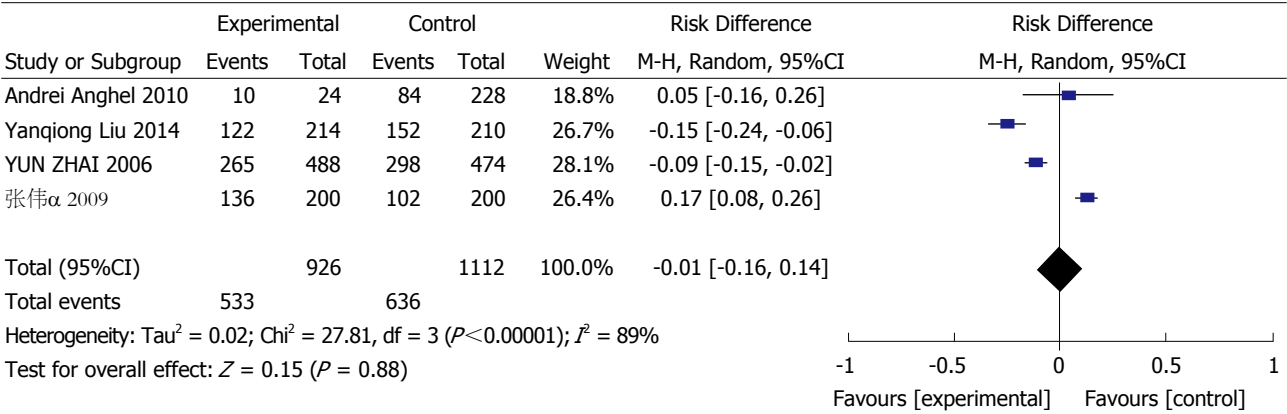 Experimental Control Risk Difference Risk Difference
Study or Subgroup Events Total Events Total Weight M-H, Random, 95%CI M-H, Random, 95%CI
Andrei Anghel 2010 10 24 84 228 18.8% 0.05 [-0.16, 0.26]
Yanqiong Liu 2014 122 214 152 210 26.7% -0.15 [-0.24, -0.06]
YUN ZHAI 2006 265 488 298 474 28.1% -0.09 [-0.15, -0.02]
张伟α 2009 136 200 102 200 26.4% 0.17 [0.08, 0.26]
Total (95%CI) 926 1112 100.0% -0.01 [-0.16, 0.14]
Total events 533 636
Heterogeneity: Tau² = 0.02; Chi² = 27.81, df = 3 (P<0.00001); I² = 89%
Test for overall effect: Z = 0.15 (P = 0.88)
-1 -0.5 0 0.5 1
Favours [experimental] Favours [control]